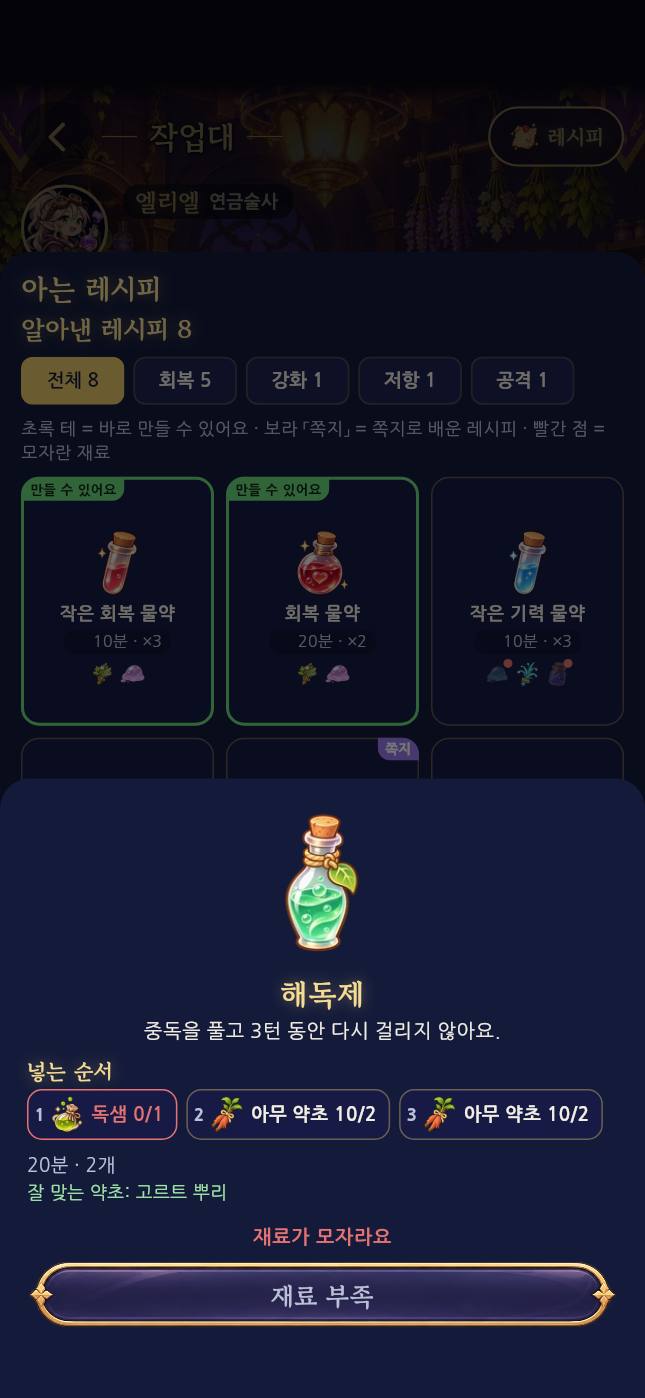 작업대
레시피
엘리엘 연금술사
아는 레시피
알아낸 레시피 8
전체 8
회복 5
강화 1
저항 1
공격 1
초록 테 = 바로 만들 수 있어요 · 보라 「쪽지」 = 쪽지로 배운 레시피 · 빨간 점 =
모자란 재료
만들 수 있어요
만들 수 있어요
작은 회복 물약
회복 물약
작은 기력 물약
10분 · ×3
20분 · ×2
10분 · ×3
쪽지
해독제
중독을 풀고 3턴 동안 다시 걸리지 않아요.
넣는 순서
1 독샘 0/1
2 아무 약초 10/2
3 아무 약초 10/2
20분 · 2개
잘 맞는 약초: 고르트 뿌리
재료가 모자라요
재료 부족